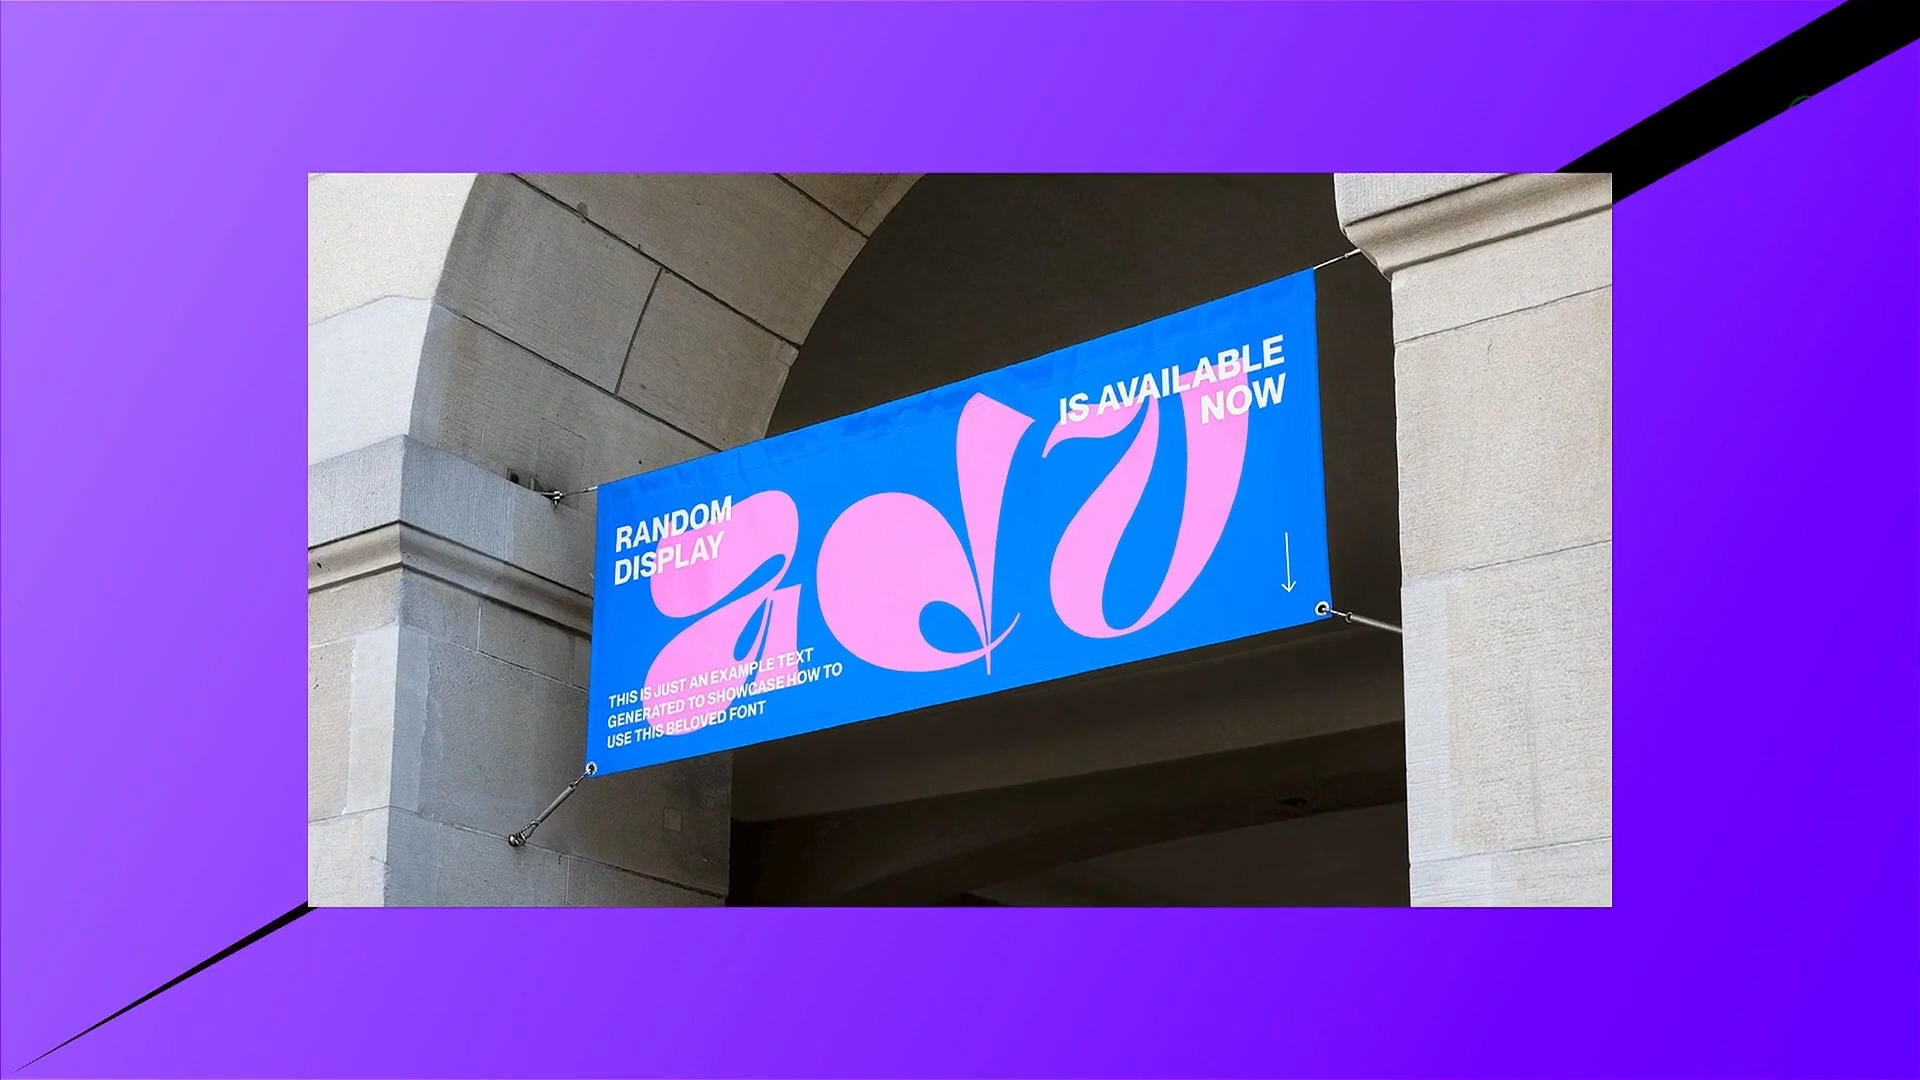 RANDOM
DISPLAY
adv
IS AVAILABLE
NOW
THIS IS JUST AN EXAMPLE TEXT
GENERATED TO SHOWCASE HOW TO
USE THIS BELOVED FONT